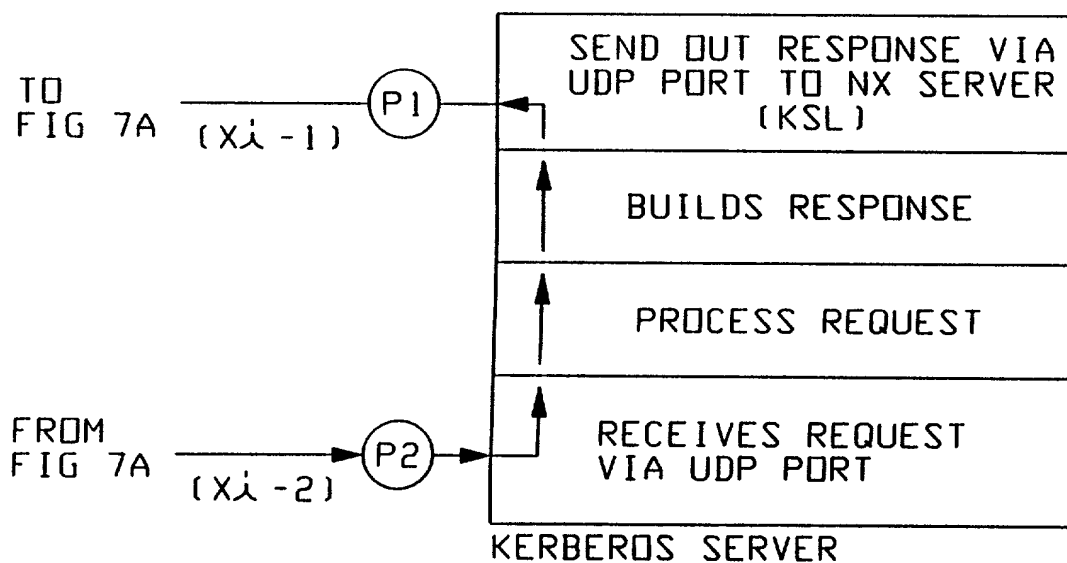 SEND OUT RESPONSE VIA
UDP PORT TO NX SERVER
(KSL)
TO
FIG 7A
(Xi-1)
P1
BUILDS RESPONSE
PROCESS REQUEST
FROM
FIG 7A
(Xi-2)
P2
RECEIVES REQUEST
VIA UDP PORT
KERBEROS SERVER